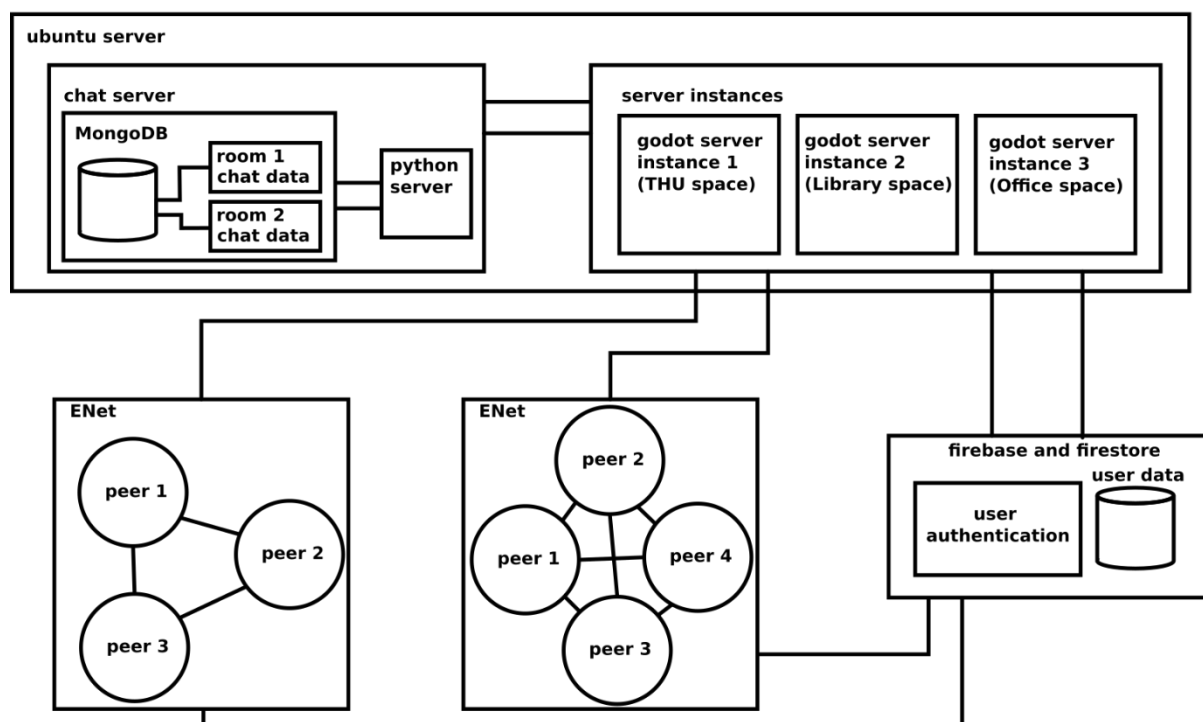 ubuntu server
chat server
MongoDB
room 1
chat data
room 2
chat data
python
server
server instances
godot server
instance 1
(THU space)
godot server
instance 2
(Library space)
godot server
instance 3
(Office space)
ENet
peer 1
peer 2
peer 3
ENet
peer 2
peer 1
peer 4
peer 3
firebase and firestore
user data
user
authentication